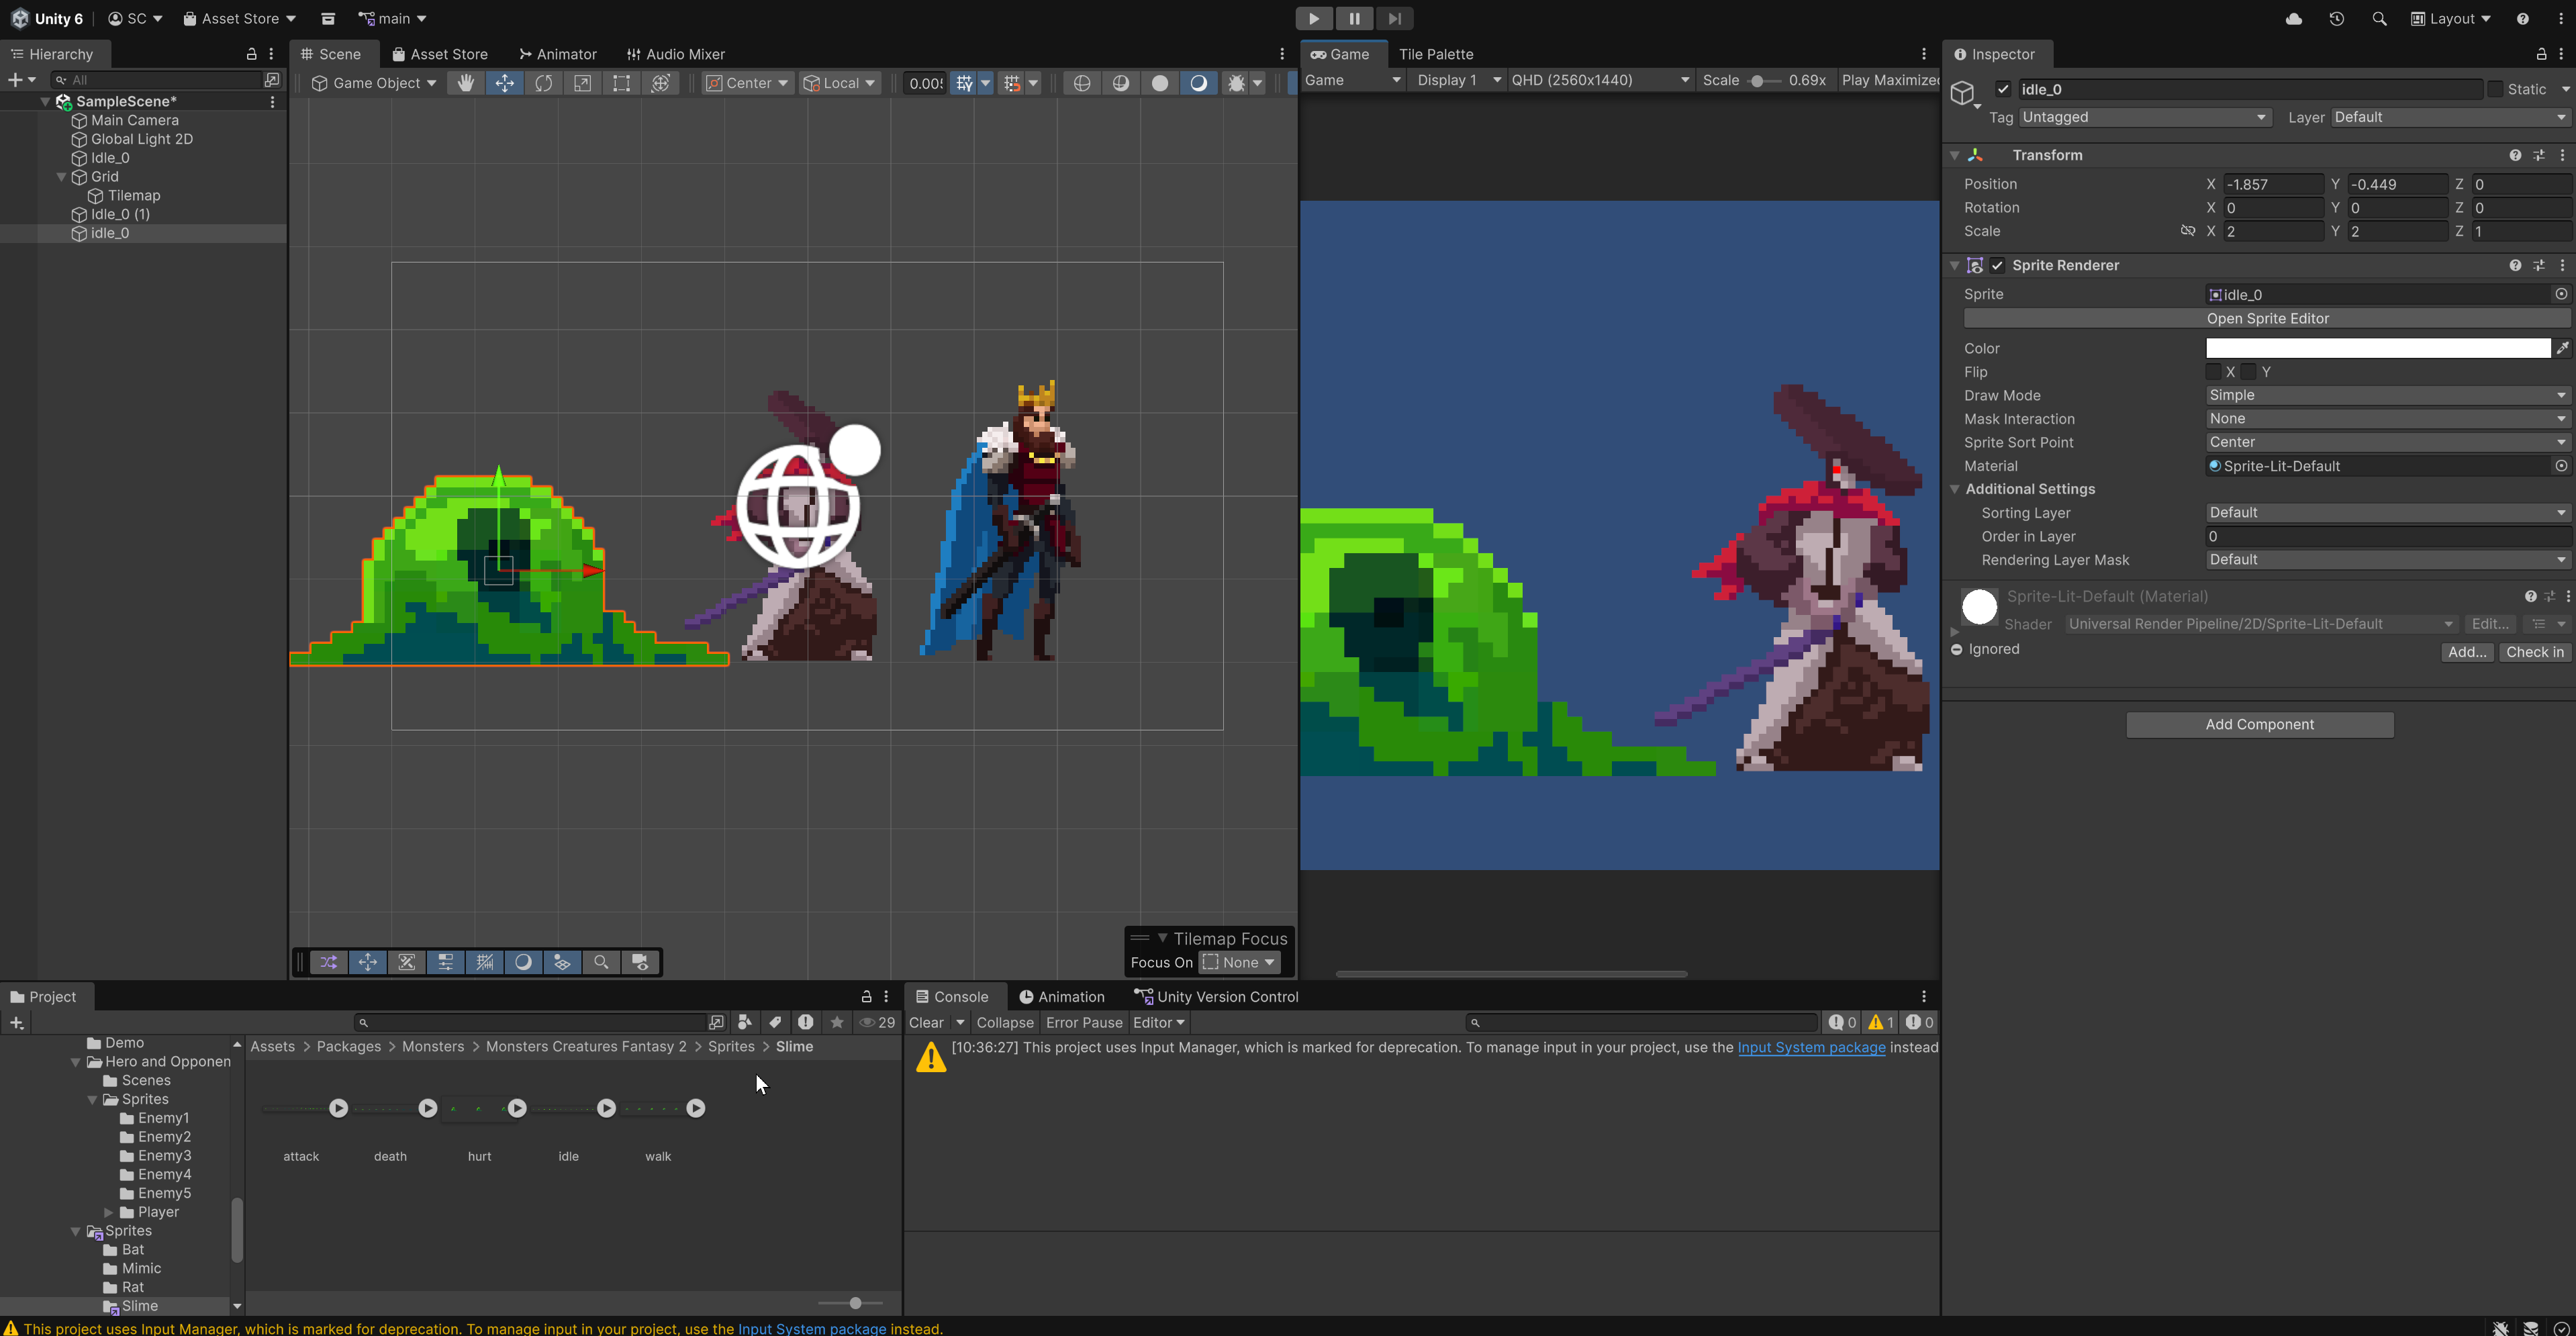 Unity 6 SC Asset Store main Layout
Hierarchy
All
SampleScene*
Main Camera
Global Light 2D
Idle_0
Grid
Tilemap
Idle_0 (1)
idle_0
Scene Asset Store Animator Audio Mixer
Game Object Center Local 0.005
Tilemap Focus
Focus On None
Game Tile Palette
Game Display 1 QHD (2560x1440) Scale 0.69x Play Maximized
Inspector
idle_0 Static
Tag Untagged Layer Default
Transform
Position X -1.857 Y -0.449 Z 0
Rotation X 0 Y 0 Z 0
Scale X 2 Y 2 Z 1
Sprite Renderer
Sprite idle_0
Open Sprite Editor
Color
Flip X Y
Draw Mode Simple
Mask Interaction None
Sprite Sort Point Center
Material Sprite-Lit-Default
Additional Settings
Sorting Layer Default
Order in Layer 0
Rendering Layer Mask Default
Sprite-Lit-Default (Material)
Shader Universal Render Pipeline/2D/Sprite-Lit-Default Edit...
Ignored Add... Check in
Add Component
Project
29
Demo
Hero and Opponen
Scenes
Sprites
Enemy1
Enemy2
Enemy3
Enemy4
Enemy5
Player
Sprites
Bat
Mimic
Rat
Slime
Assets > Packages > Monsters > Monsters Creatures Fantasy 2 > Sprites > Slime
attack death hurt idle walk
Console Animation Unity Version Control
Clear Collapse Error Pause Editor 0 1 0
[10:36:27] This project uses Input Manager, which is marked for deprecation. To manage input in your project, use the Input System package instead
This project uses Input Manager, which is marked for deprecation. To manage input in your project, use the Input System package instead.